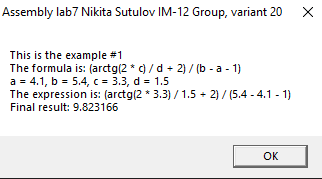 Assembly lab7 Nikita Sutulov IM-12 Group, variant 20
This is the example #1
The formula is: (arctg(2 * c) / d + 2) / (b - a - 1)
a = 4.1, b = 5.4, c = 3.3, d = 1.5
The expression is: (arctg(2 * 3.3) / 1.5 + 2) / (5.4 - 4.1 - 1)
Final result: 9.823166
OK